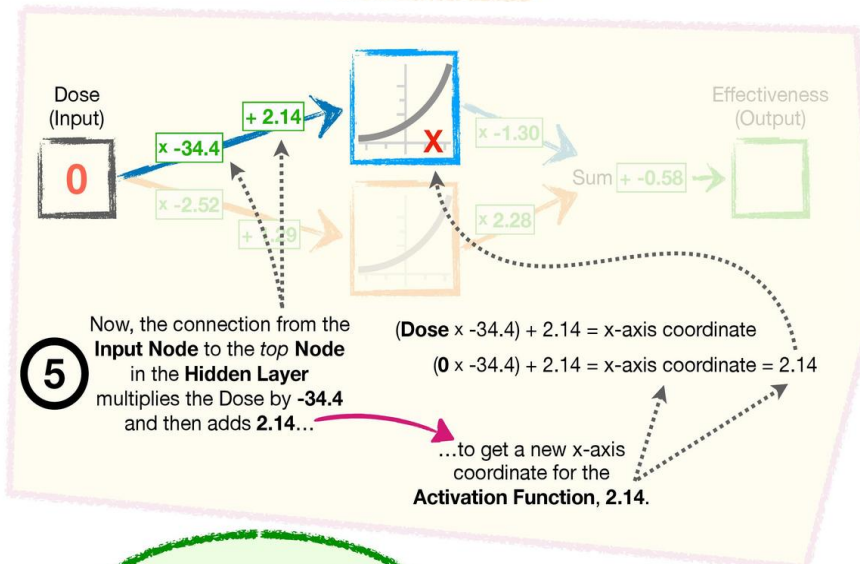 Dose
(Input)
0
x -34.4
+ 2.14
x -2.52
X
x -1.30
x 2.28
Sum + -0.58
Effectiveness
(Output)
5
Now, the connection from the
Input Node to the top Node
in the Hidden Layer
multiplies the Dose by -34.4
and then adds 2.14…
(Dose x -34.4) + 2.14 = x-axis coordinate
(0 x -34.4) + 2.14 = x-axis coordinate = 2.14
…to get a new x-axis
coordinate for the
Activation Function, 2.14.